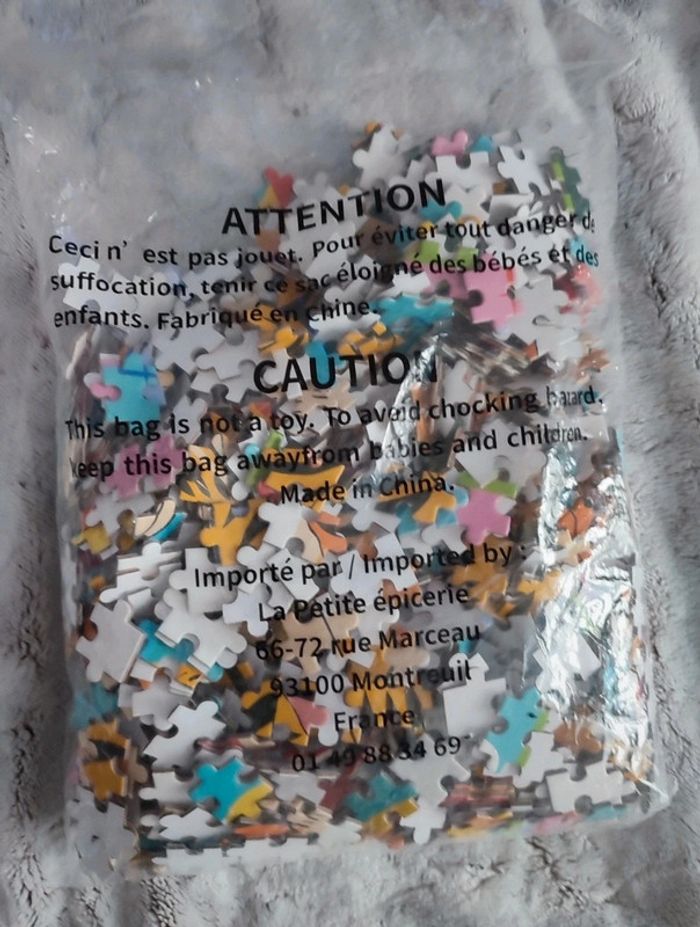 ATTENTION
Ceci n' est pas jouet. Pour éviter tout danger de
suffocation, tenir ce sac éloigné des bébés et des
enfants. Fabriqué en chine.
CAUTION
This bag is not a toy. To avoid chocking hazard,
keep this bag awayfrom babies and children.
Made in China.
Importé par / Imported by :
La Petite épicerie
66-72 rue Marceau
93100 Montreuil
France
01 49 88 34 69